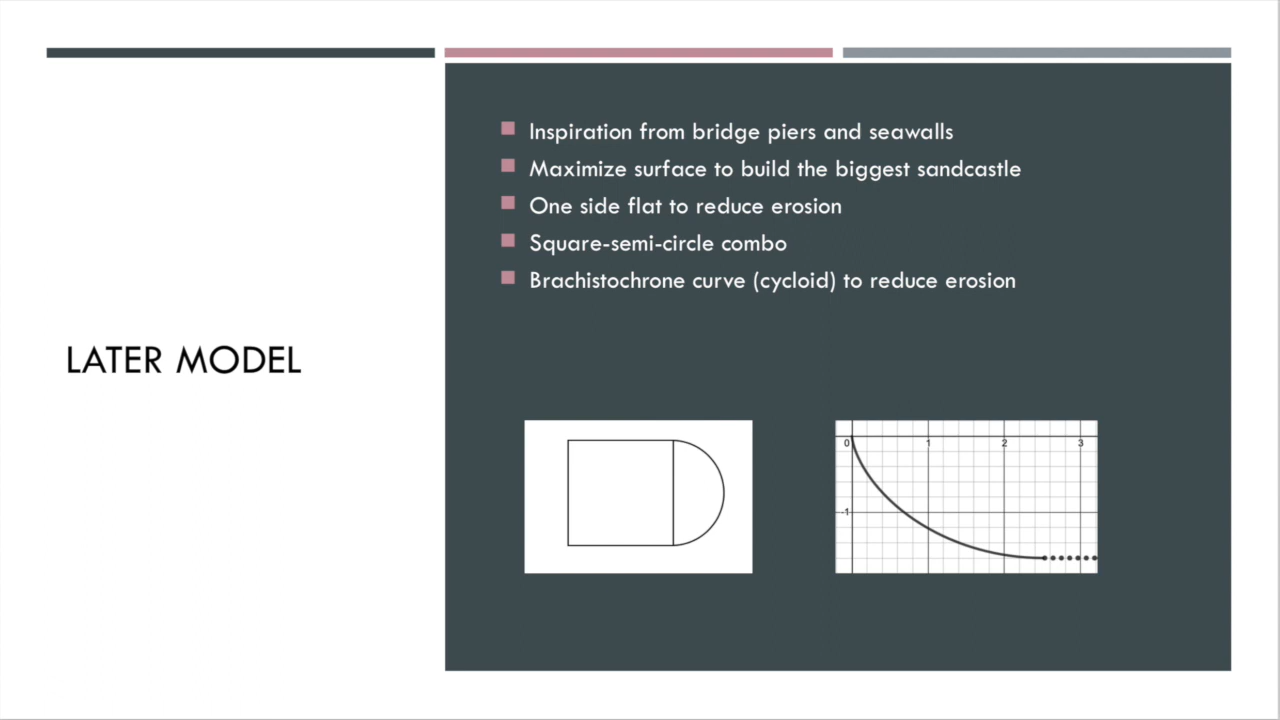 LATER MODEL
Inspiration from bridge piers and seawalls
Maximize surface to build the biggest sandcastle
One side flat to reduce erosion
Square-semi-circle combo
Brachistochrone curve (cycloid) to reduce erosion
0 1 2 3
-1